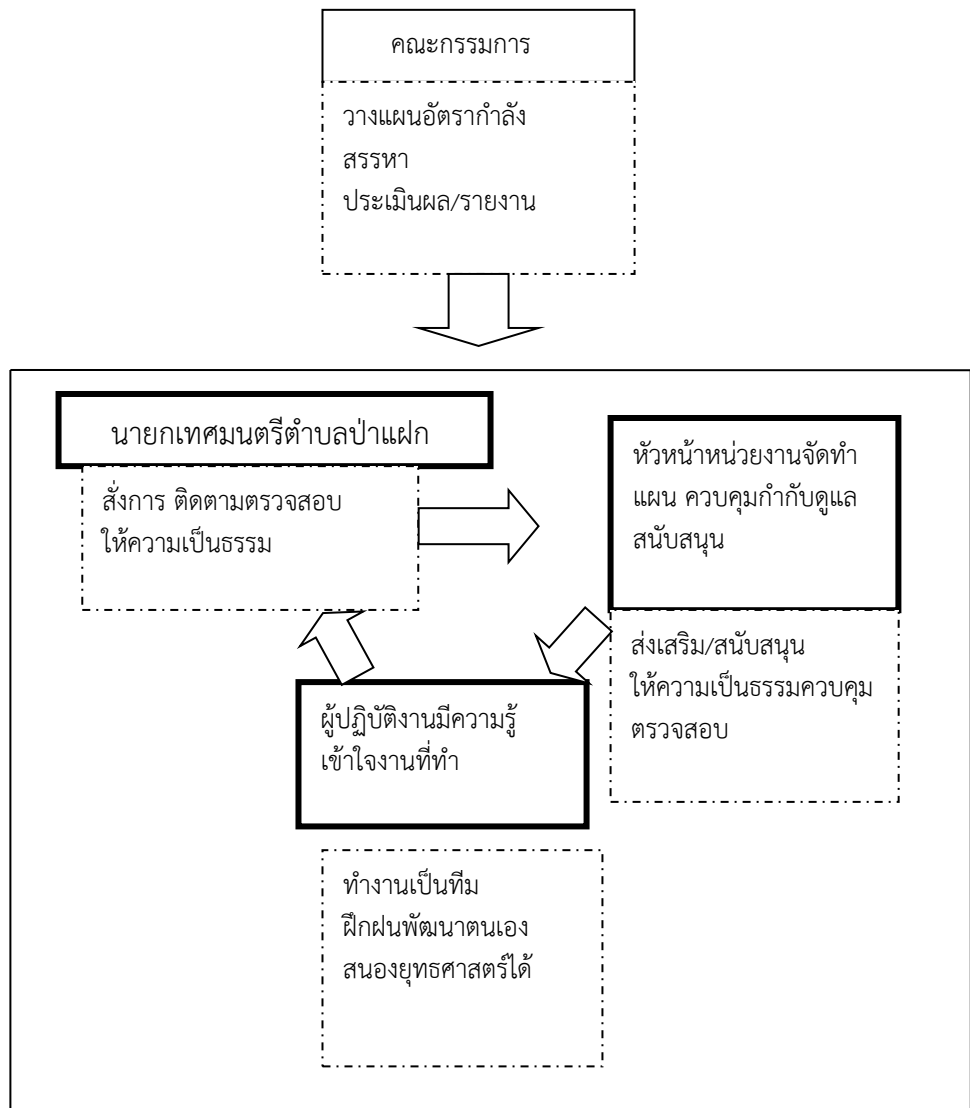 คณะกรรมการ
วางแผนอัตรากำลัง
สรรหา
ประเมินผล/รายงาน
นายกเทศมนตรีตำบลป่าแฝก
สั่งการ ติดตามตรวจสอบ
ให้ความเป็นธรรม
หัวหน้าหน่วยงานจัดทำ
แผน ควบคุมกำกับดูแล
สนับสนุน
ส่งเสริม/สนับสนุน
ให้ความเป็นธรรมควบคุม
ตรวจสอบ
ผู้ปฏิบัติงานมีความรู้
เข้าใจงานที่ทำ
ทำงานเป็นทีม
ฝึกฝนพัฒนาตนเอง
สนองยุทธศาสตร์ได้